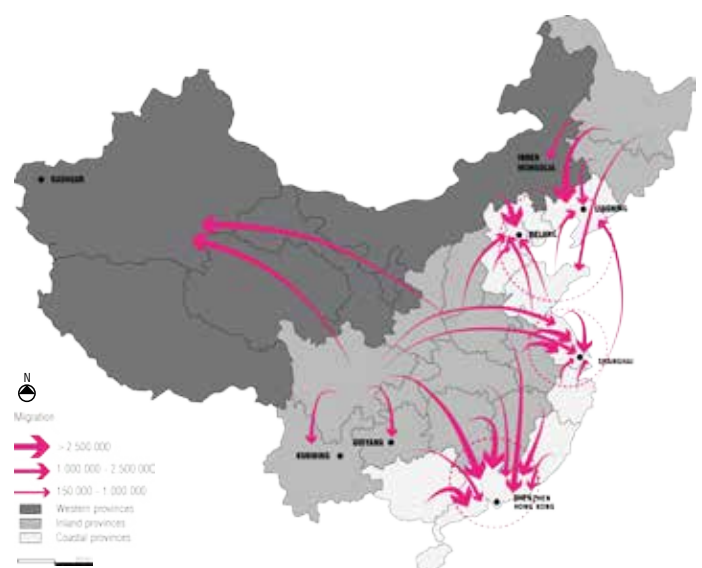 KASHGAR
INNER
MONGOLIA
LIAONING
BEIJING
SHANGHAI
GUIYANG
KUNMING
SHENZHEN
HONG KONG
N
Migration
> 2 500 000
1 000 000 - 2 500 000
150 000 - 1 000 000
Western provinces
Inland provinces
Coastal provinces